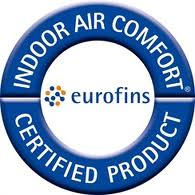 INDOOR AIR COMFORT®
eurofins
CERTIFIED PRODUCT